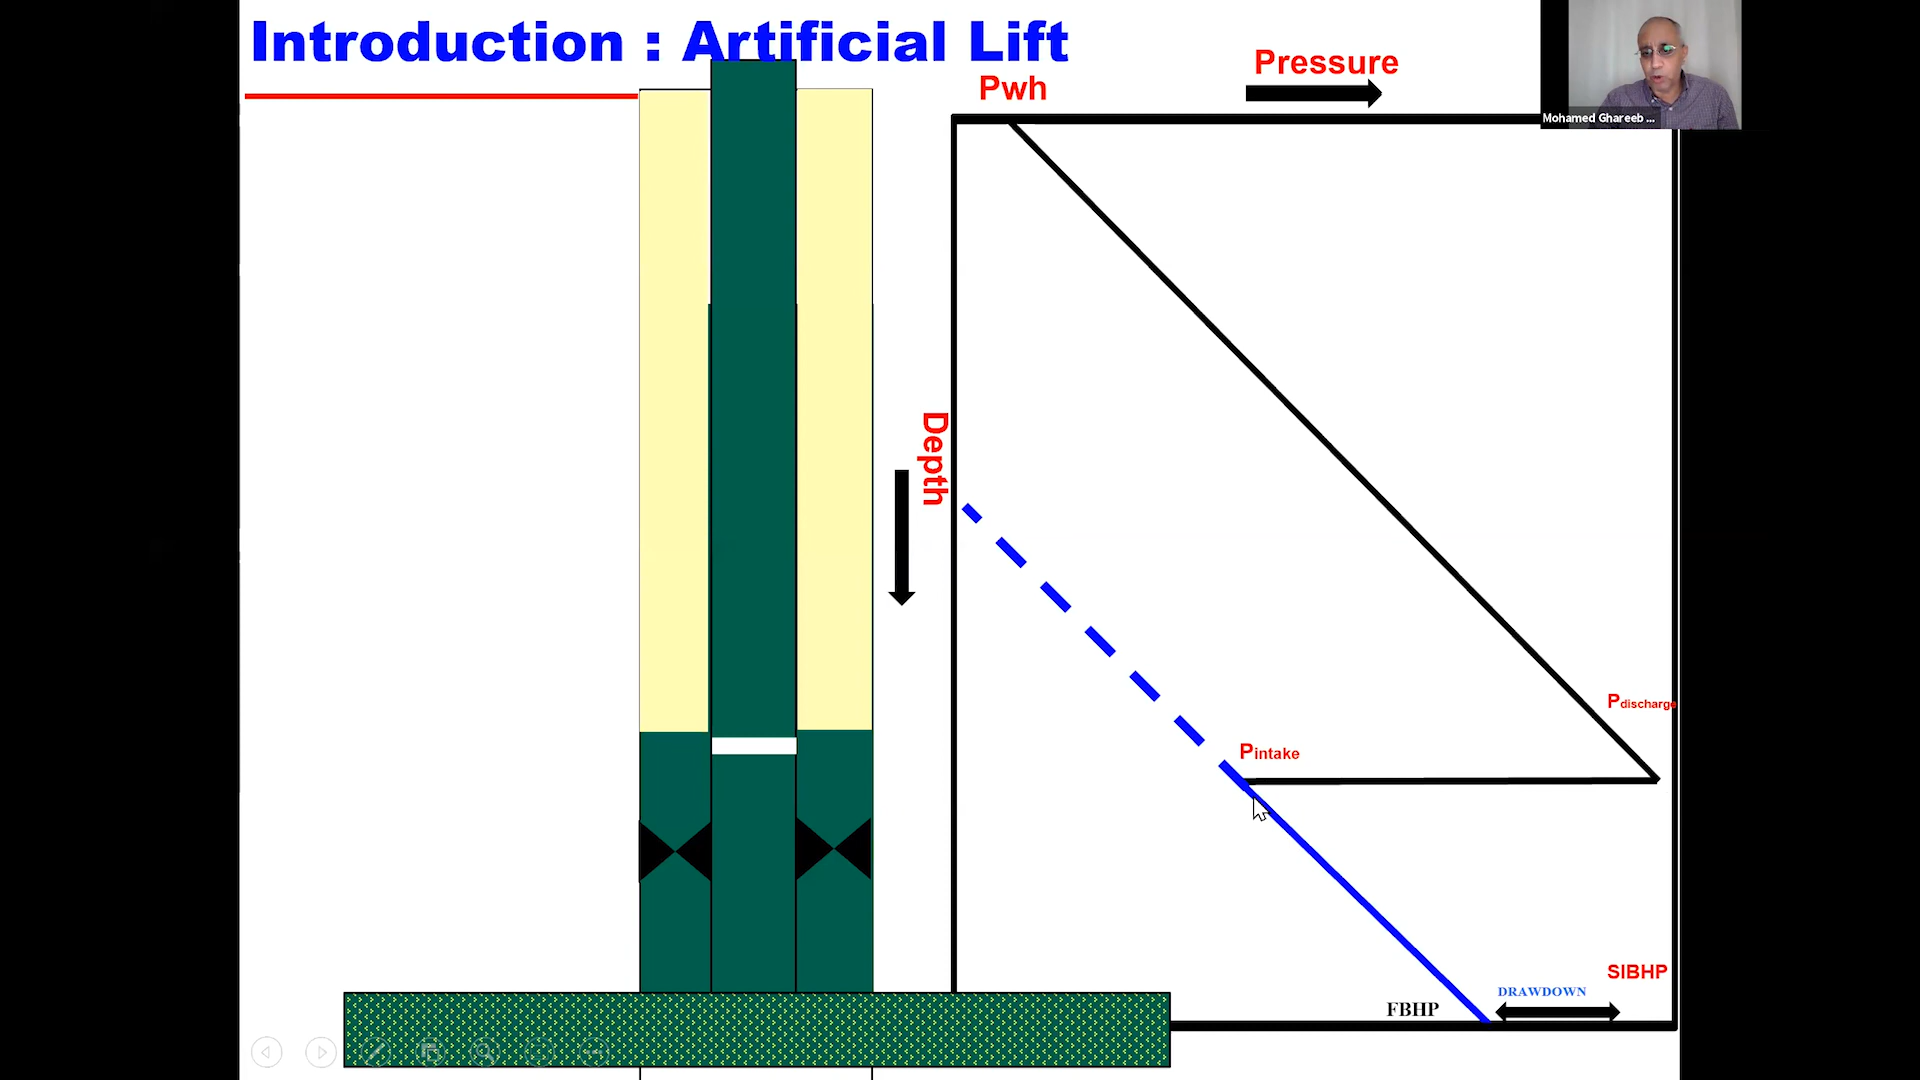 Introduction : Artificial Lift
Pressure
Pwh
Mohamed Ghareeb ...
Depth
Pdischarge
Pintake
SIBHP
DRAWDOWN
FBHP